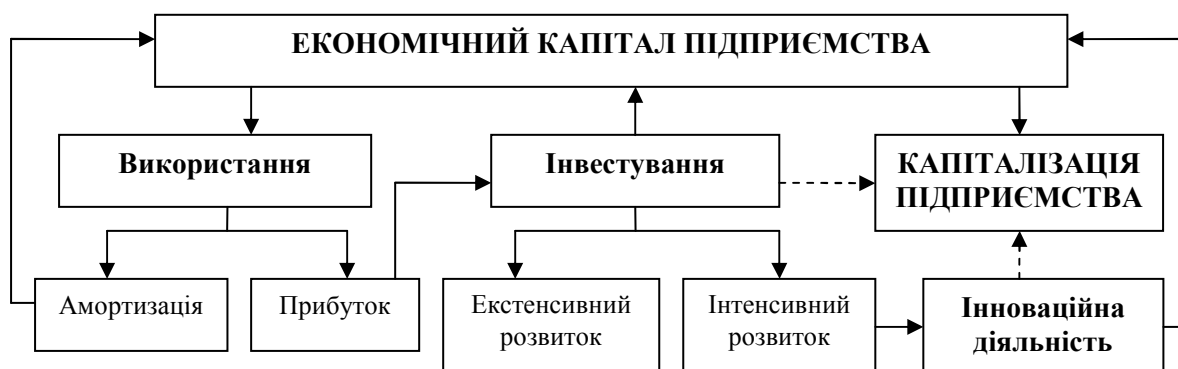 ЕКОНОМІЧНИЙ КАПІТАЛ ПІДПРИЄМСТВА
Використання
Інвестування
КАПІТАЛІЗАЦІЯ
ПІДПРИЄМСТВА
Амортизація
Прибуток
Екстенсивний
розвиток
Інтенсивний
розвиток
Інноваційна
діяльність